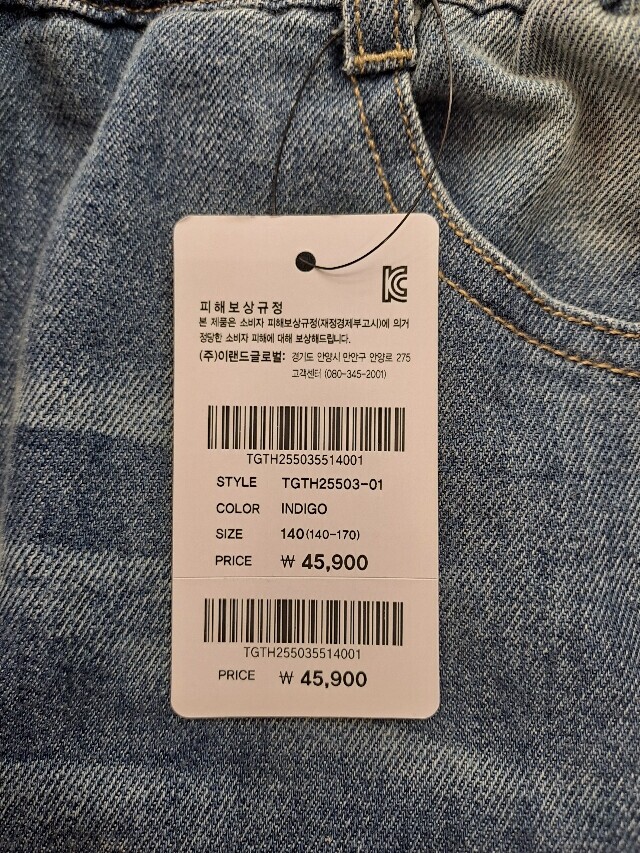 KC
피해보상규정
본 제품은 소비자 피해보상규정(재정경제부고시)에 의거
정당한 소비자 피해에 대해 보상해드립니다.
(주)이랜드글로벌: 경기도 안양시 만안구 안양로 275
고객센터 (080-345-2001)
TGTH255035514001
STYLE TGTH25503-01
COLOR INDIGO
SIZE 140(140-170)
PRICE ₩ 45,900
TGTH255035514001
PRICE ₩ 45,900